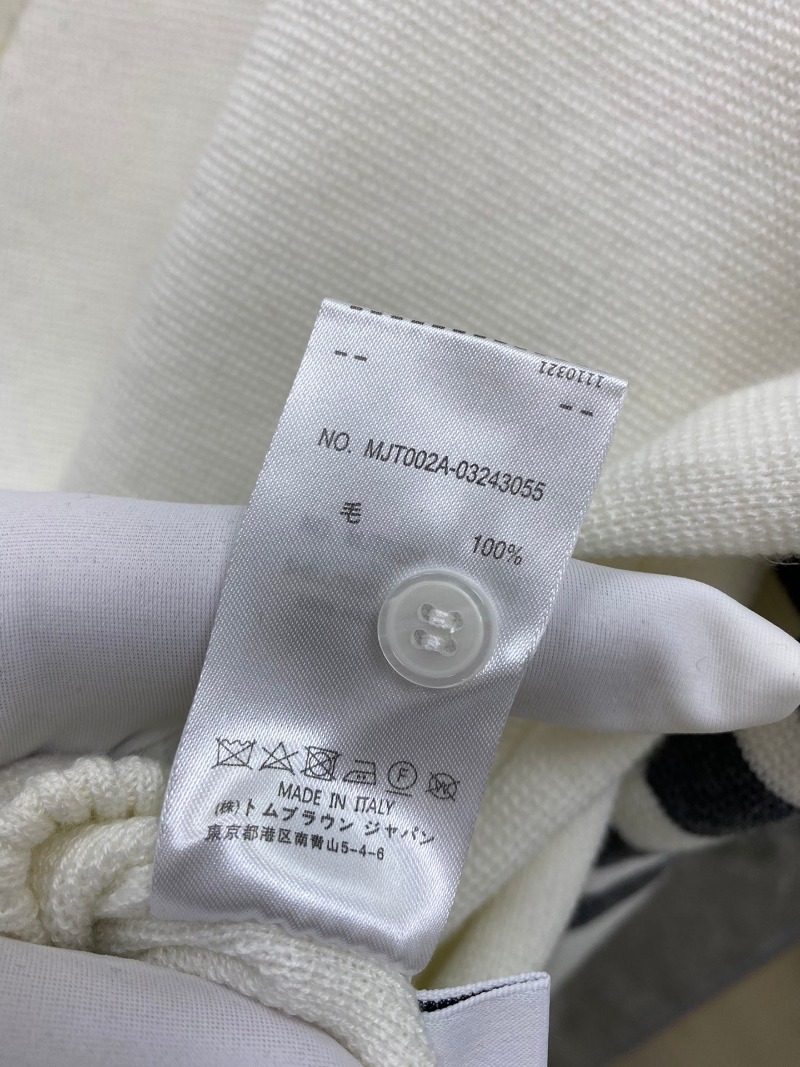 1110321
NO. MJT002A-03243055
毛 100%
MADE IN ITALY
(株)トムブラウン ジャパン
東京都港区南青山5-4-6